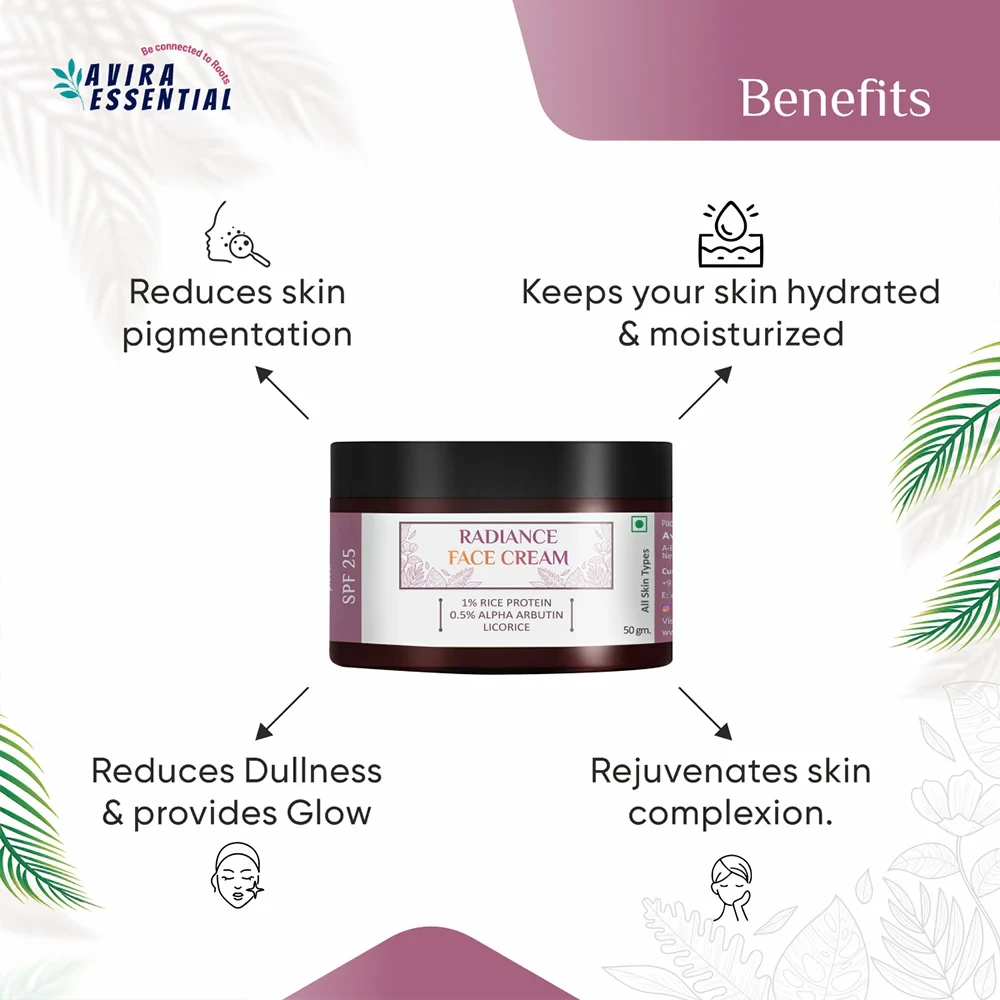 Be connected to Roots
AVIRA
ESSENTIAL
Benefits
Reduces skin
pigmentation
Keeps your skin hydrated
& moisturized
SPF 25
RADIANCE
FACE CREAM
1% RICE PROTEIN
0.5% ALPHA ARBUTIN
LICORICE
All Skin Types
50 gm.
Reduces Dullness
& provides Glow
Rejuvenates skin
complexion.